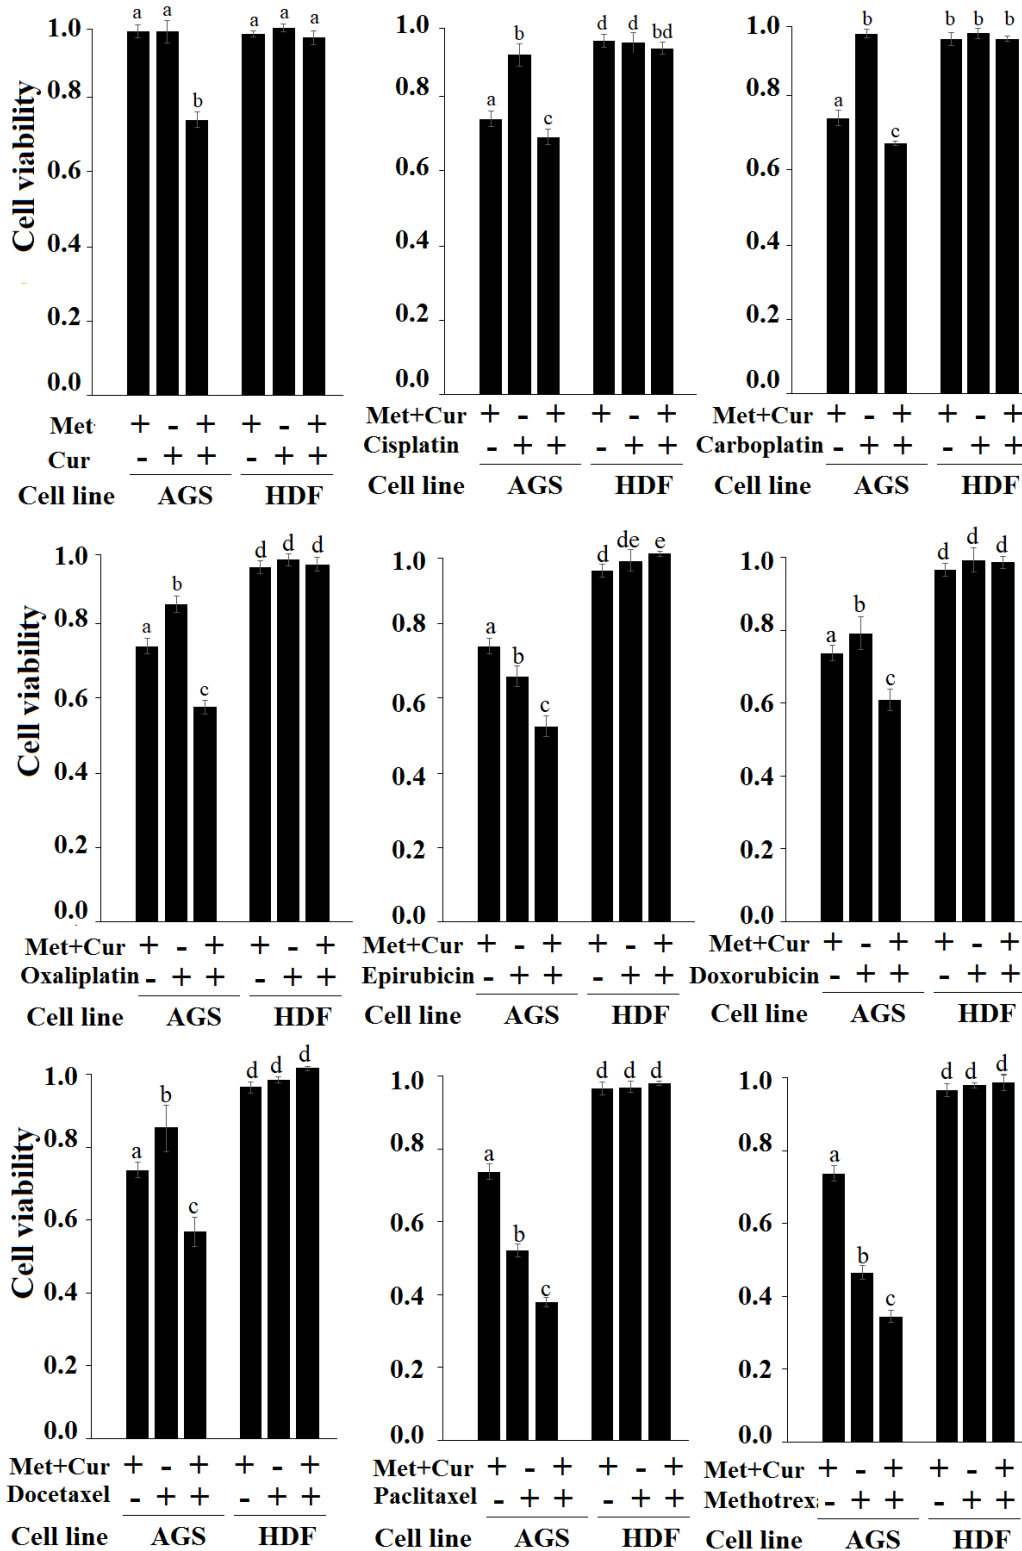 Cell viability
1.0
0.8
0.6
0.4
0.2
0.0
a a b a a a
Met + - + + - +
Cur - + + - + +
Cell line AGS HDF
1.0
0.8
0.6
0.4
0.2
0.0
a b c d d bd
Met+Cur + - + + - +
Cisplatin - + + - + +
Cell line AGS HDF
1.0
0.8
0.6
0.4
0.2
0.0
a b c b b b
Met+Cur + - + + - +
Carboplatin - + + - + +
Cell line AGS HDF
Cell viability
1.0
0.8
0.6
0.4
0.2
0.0
a b c d d d
Met+Cur + - + + - +
Oxaliplatin - + + - + +
Cell line AGS HDF
1.0
0.8
0.6
0.4
0.2
0.0
a b c d de e
Met+Cur + - + + - +
Epirubicin - + + - + +
Cell line AGS HDF
1.0
0.8
0.6
0.4
0.2
0.0
a b c d d d
Met+Cur + - + + - +
Doxorubicin - + + - + +
Cell line AGS HDF
Cell viability
1.0
0.8
0.6
0.4
0.2
0.0
a b c d d d
Met+Cur + - + + - +
Docetaxel - + + - + +
Cell line AGS HDF
1.0
0.8
0.6
0.4
0.2
0.0
a b c d d d
Met+Cur + - + + - +
Paclitaxel - + + - + +
Cell line AGS HDF
1.0
0.8
0.6
0.4
0.2
0.0
a b c d d d
Met+Cur + - + + - +
Methotrexa - + + - + +
Cell line AGS HDF